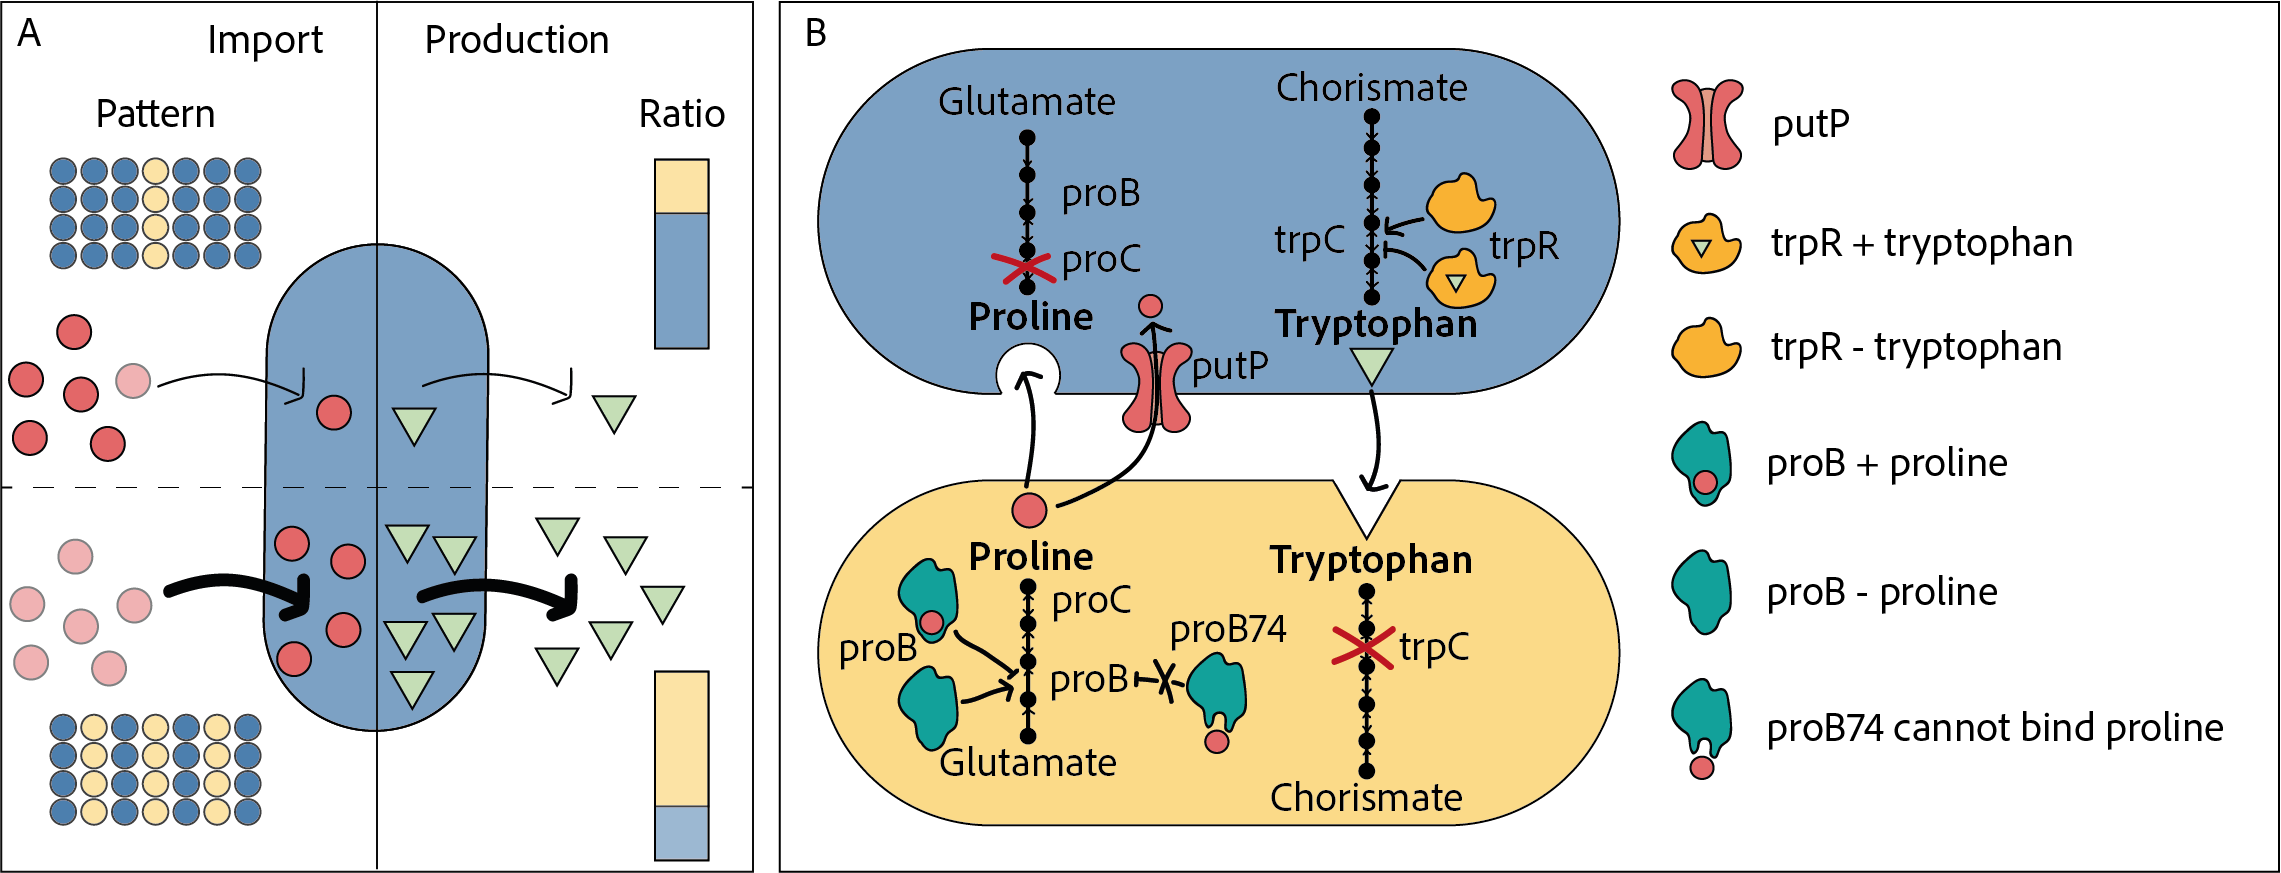 A
Import
Production
Pattern
Ratio
B
Glutamate
proB
proC
Proline
putP
Chorismate
trpC
trpR
Tryptophan
Proline
proC
proB
proB
proB74
Glutamate
Tryptophan
trpC
Chorismate
putP
trpR + tryptophan
trpR - tryptophan
proB + proline
proB - proline
proB74 cannot bind proline